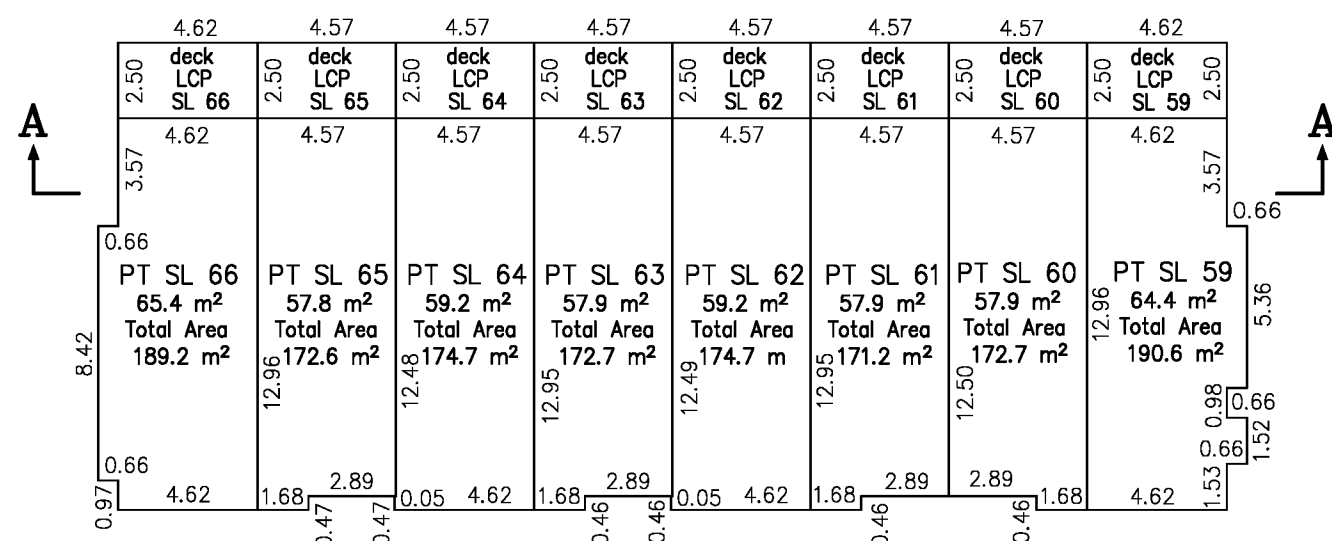 4.62 4.57 4.57 4.57 4.57 4.57 4.57 4.62
2.50 deck LCP SL 66
2.50 deck LCP SL 65
2.50 deck LCP SL 64
2.50 deck LCP SL 63
2.50 deck LCP SL 62
2.50 deck LCP SL 61
2.50 deck LCP SL 60
2.50 deck LCP SL 59 2.50
A A
4.62 4.57 4.57 4.57 4.57 4.57 4.57 4.62
3.57 3.57
0.66 0.66
PT SL 66
65.4 m²
Total Area
189.2 m²
PT SL 65
57.8 m²
Total Area
172.6 m²
PT SL 64
59.2 m²
Total Area
174.7 m²
PT SL 63
57.9 m²
Total Area
172.7 m²
PT SL 62
59.2 m²
Total Area
174.7 m
PT SL 61
57.9 m²
Total Area
171.2 m²
PT SL 60
57.9 m²
Total Area
172.7 m²
PT SL 59
64.4 m²
Total Area
190.6 m²
8.42 12.96 12.48 12.95 12.49 12.95 12.50 12.96 5.36
0.98 0.66
0.66 2.89 2.89 2.89 2.89 0.66 1.52
0.97 4.62 1.68 0.05 4.62 1.68 0.05 4.62 1.68 1.68 4.62 1.53
0.47 0.47 0.46 0.46 0.46 0.46